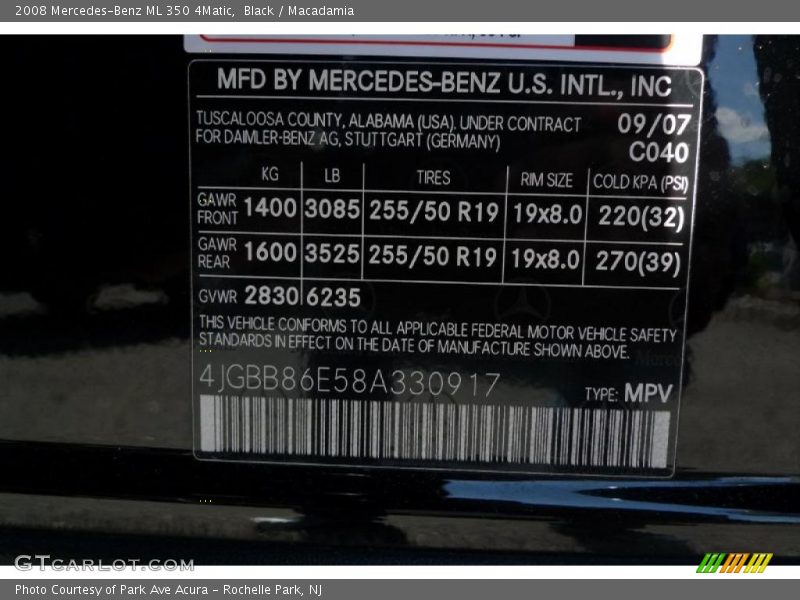 2008 Mercedes-Benz ML 350 4Matic,  Black / Macadamia
MFD BY MERCEDES-BENZ U.S. INTL., INC
TUSCALOOSA COUNTY, ALABAMA (USA), UNDER CONTRACT 09/07
FOR DAIMLER-BENZ AG, STUTTGART (GERMANY)
C040
KG LB TIRES RIM SIZE COLD KPA (PSI)
GAWR FRONT 1400 3085 255/50 R19 19x8.0 220(32)
GAWR REAR 1600 3525 255/50 R19 19x8.0 270(39)
GVWR 2830 6235
THIS VEHICLE CONFORMS TO ALL APPLICABLE FEDERAL MOTOR VEHICLE SAFETY
STANDARDS IN EFFECT ON THE DATE OF MANUFACTURE SHOWN ABOVE.
4JGBB86E58A330917
TYPE: MPV
GTcarlot.com
Photo Courtesy of Park Ave Acura - Rochelle Park, NJ